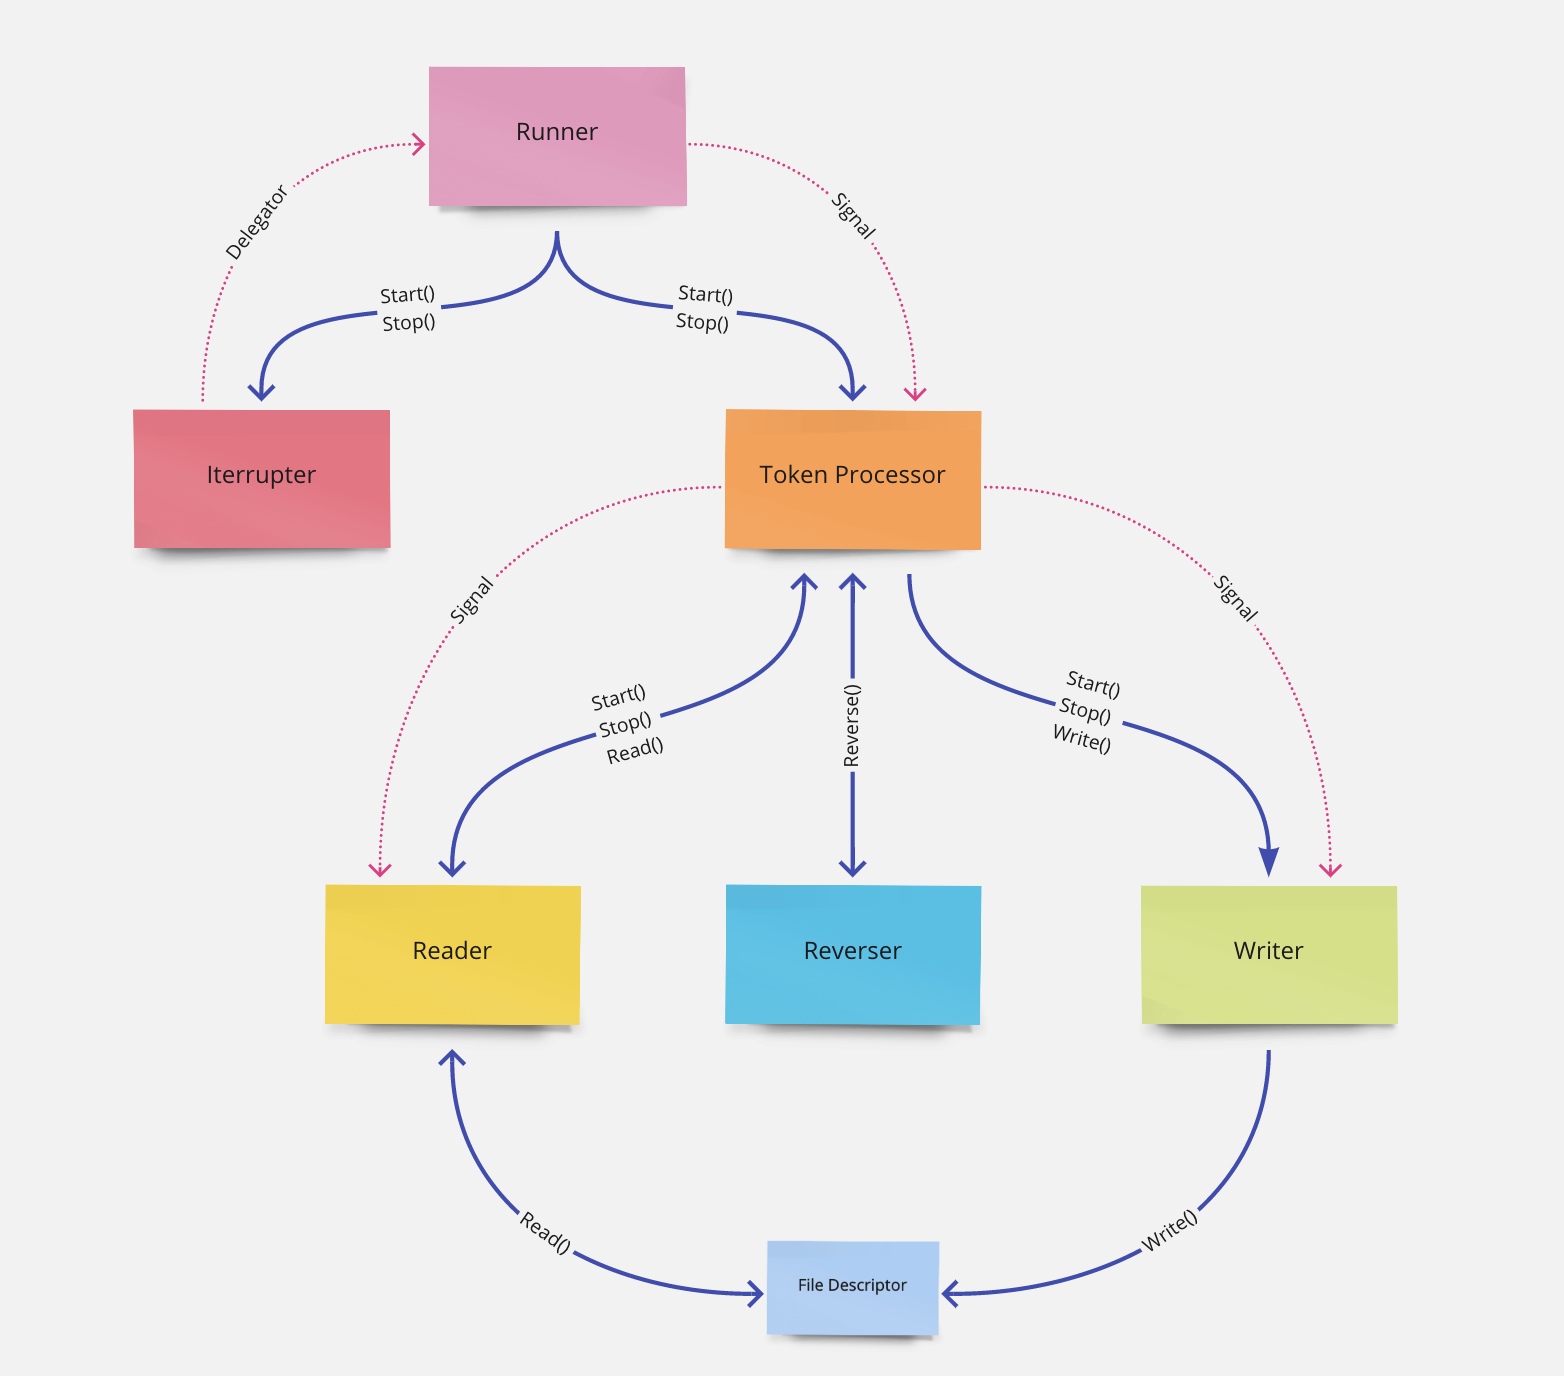 Runner
Delegator
Signal
Start()
Stop()
Start()
Stop()
Iterrupter
Token Processor
Signal
Signal
Start()
Stop()
Read()
Reverse()
Start()
Stop()
Write()
Reader
Reverser
Writer
Read()
Write()
File Descriptor